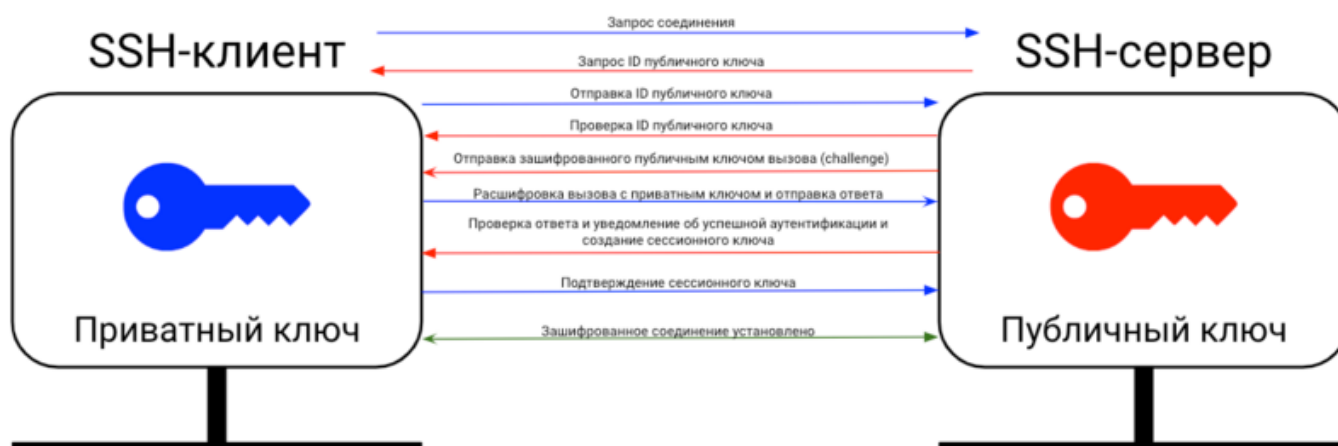 Запрос соединения
SSH-клиент
SSH-сервер
Запрос ID публичного ключа
Отправка ID публичного ключа
Проверка ID публичного ключа
Отправка зашифрованного публичным ключом вызова (challenge)
Расшифровка вызова с приватным ключом и отправка ответа
Проверка ответа и уведомление об успешной аутентификации и
создание сессионного ключа
Подтверждение сессионного ключа
Зашифрованное соединение установлено
Приватный ключ
Публичный ключ